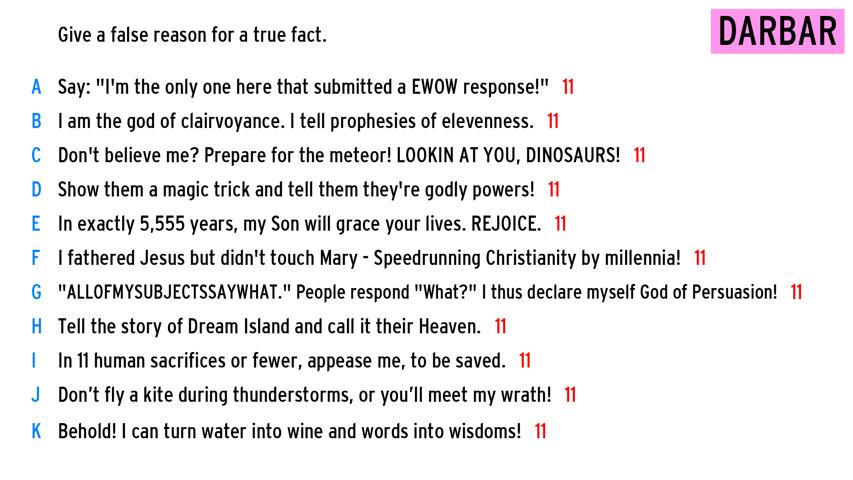 Give a false reason for a true fact.
DARBAR
A Say: "I'm the only one here that submitted a EWOW response!" 11
B I am the god of clairvoyance. I tell prophesies of elevenness. 11
C Don't believe me? Prepare for the meteor! LOOKIN AT YOU, DINOSAURS! 11
D Show them a magic trick and tell them they're godly powers! 11
E In exactly 5,555 years, my Son will grace your lives. REJOICE. 11
F I fathered Jesus but didn't touch Mary - Speedrunning Christianity by millennia! 11
G "ALLOFMYSUBJECTSSAYWHAT." People respond "What?" I thus declare myself God of Persuasion! 11
H Tell the story of Dream Island and call it their Heaven. 11
I In 11 human sacrifices or fewer, appease me, to be saved. 11
J Don’t fly a kite during thunderstorms, or you’ll meet my wrath! 11
K Behold! I can turn water into wine and words into wisdoms! 11